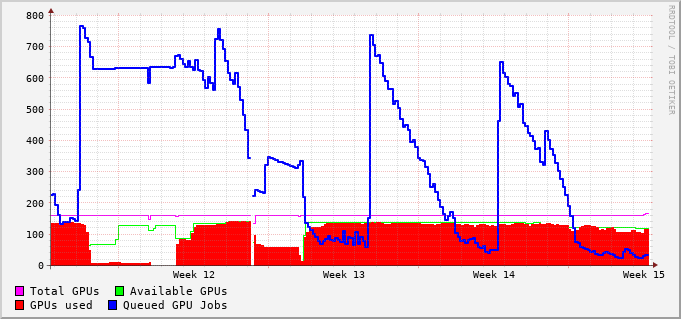 800
700
600
500
400
300
200
100
0
Week 12 Week 13 Week 14 Week 15
Total GPUs Available GPUs
GPUs used Queued GPU Jobs
RRDTOOL / TOBI OETIKER